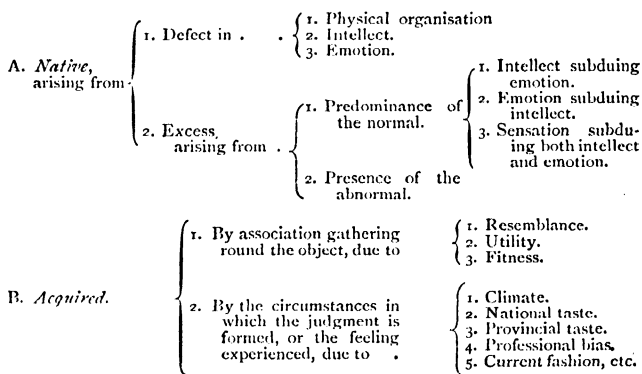 A. Native, arising from
1. Defect in . .
1. Physical organisation
2. Intellect.
3. Emotion.
2. Excess, arising from .
1. Predominance of
the normal.
1. Intellect subduing
emotion.
2. Emotion subduing
intellect.
3. Sensation subdu-
ing both intellect
and emotion.
2. Presence of the
abnormal.
B. Acquired.
1. By association gathering
round the object, due to
1. Resemblance.
2. Utility.
3. Fitness.
2. By the circumstances in
which the judgment is
formed, or the feeling
experienced, due to .
1. Climate.
2. National taste.
3. Provincial taste.
4. Professional bias.
5. Current fashion, etc.